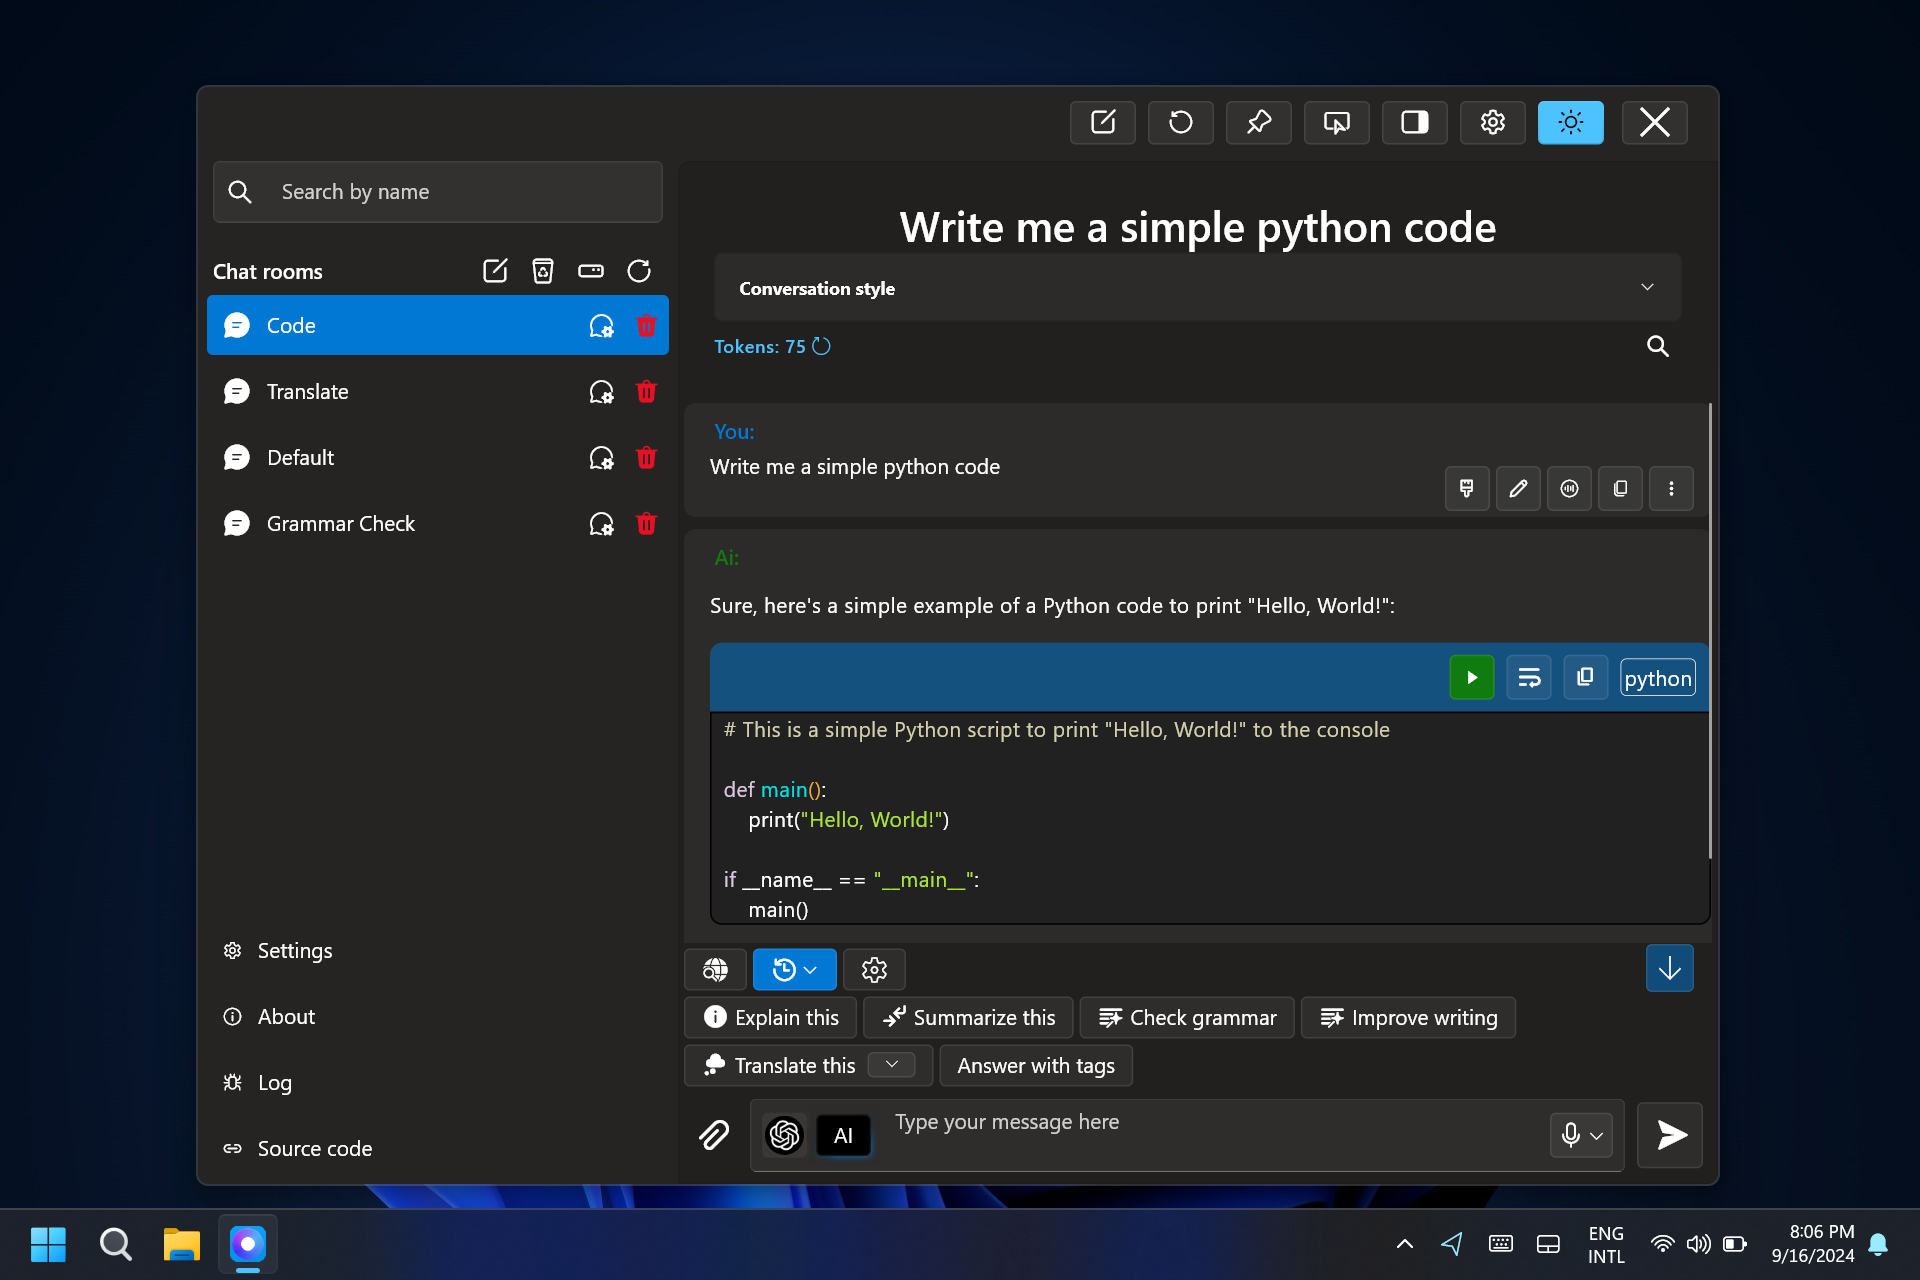 Search by name
Chat rooms
Code
Translate
Default
Grammar Check
Settings
About
Log
Source code
Write me a simple python code
Conversation style
Tokens: 75
You:
Write me a simple python code
Ai:
Sure, here's a simple example of a Python code to print "Hello, World!":
python
# This is a simple Python script to print "Hello, World!" to the console
def main():
print("Hello, World!")
if __name__ == "__main__":
main()
Explain this
Summarize this
Check grammar
Improve writing
Translate this
Answer with tags
AI
Type your message here
ENG
INTL
8:06 PM
9/16/2024